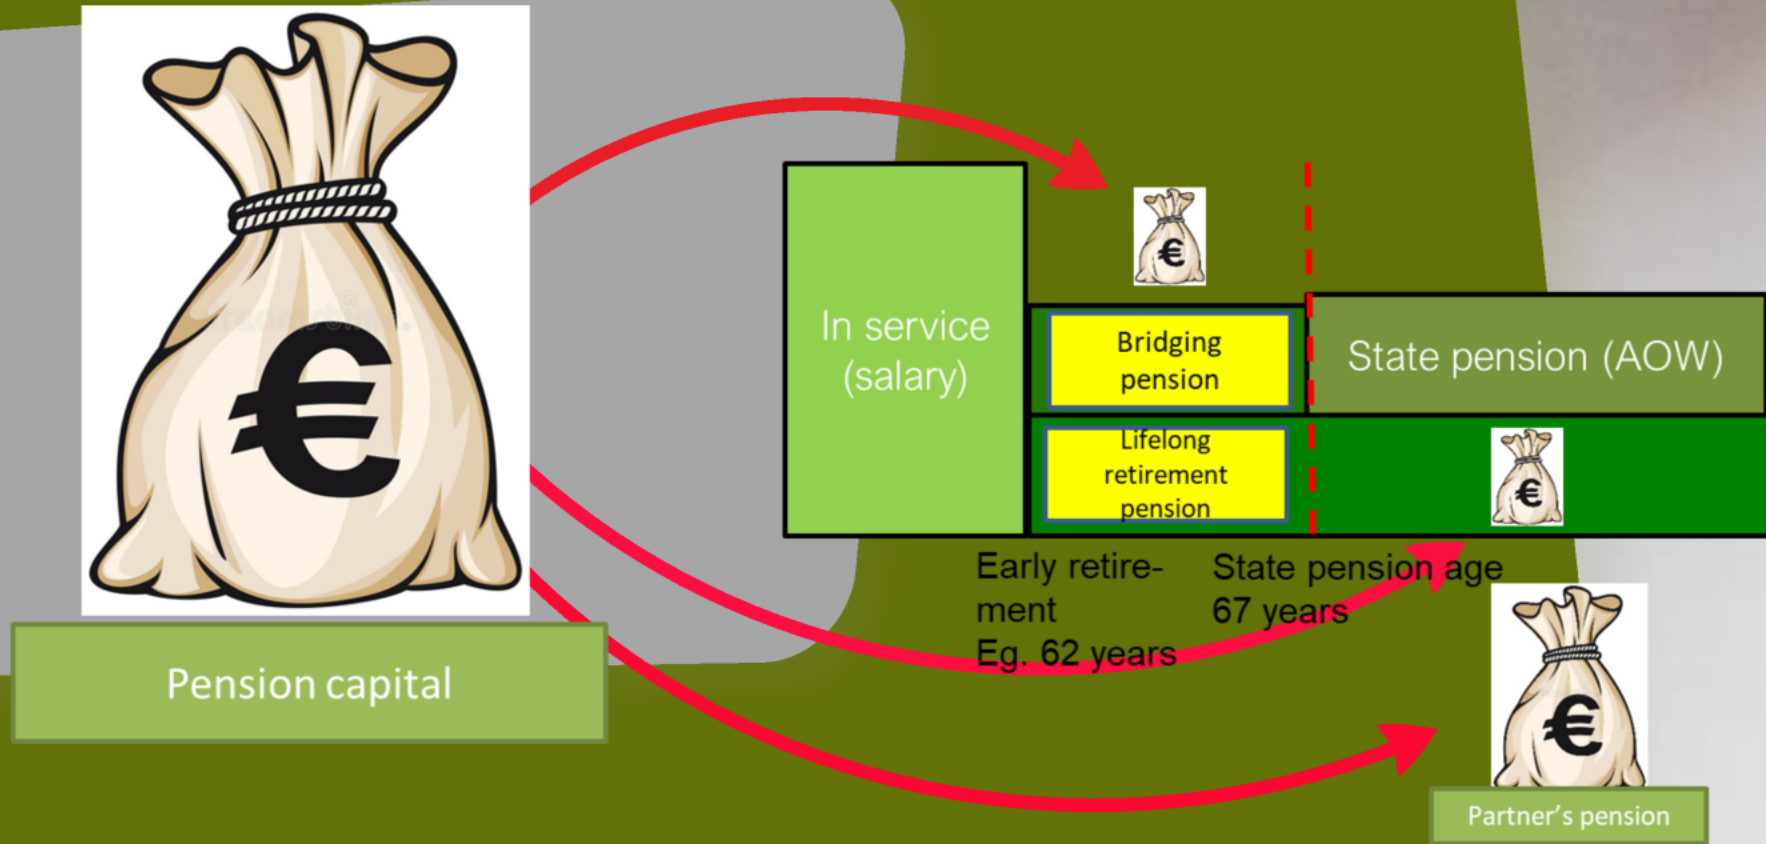 €
Pension capital
In service
(salary)
€
Bridging
pension
State pension (AOW)
Lifelong
retirement
pension
€
Early retire-
ment
Eg. 62 years
State pension age
67 years
€
Partner's pension